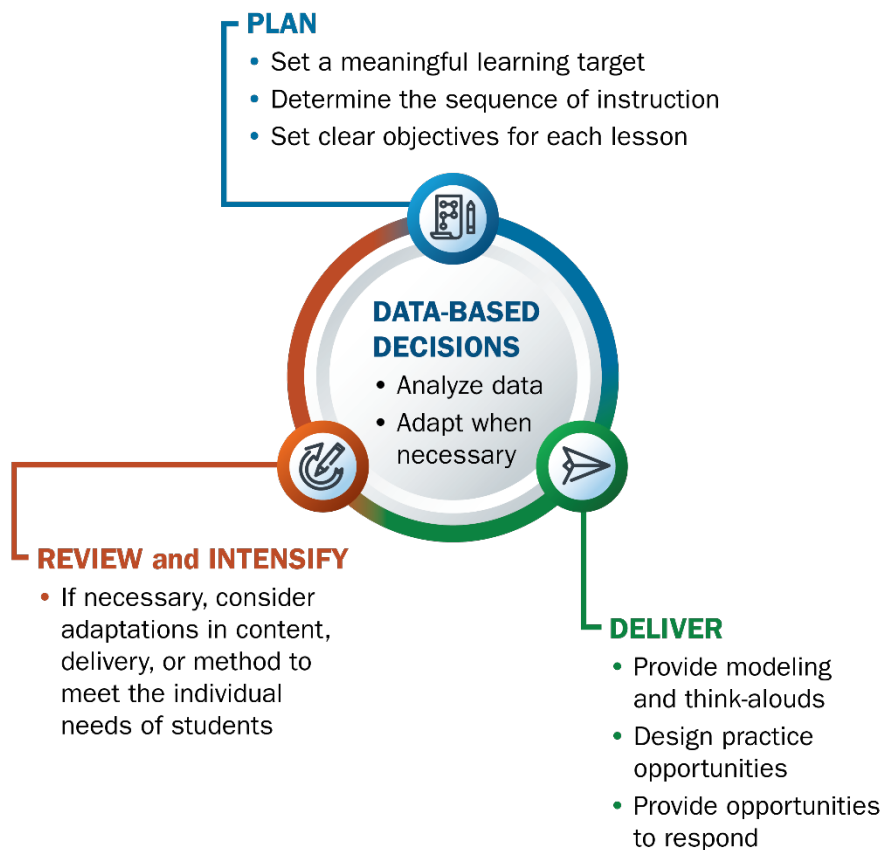 PLAN
• Set a meaningful learning target
• Determine the sequence of instruction
• Set clear objectives for each lesson
DATA-BASED
DECISIONS
• Analyze data
• Adapt when
necessary
REVIEW and INTENSIFY
• If necessary, consider
adaptations in content,
delivery, or method to
meet the individual
needs of students
DELIVER
• Provide modeling
and think-alouds
• Design practice
opportunities
• Provide opportunities
to respond